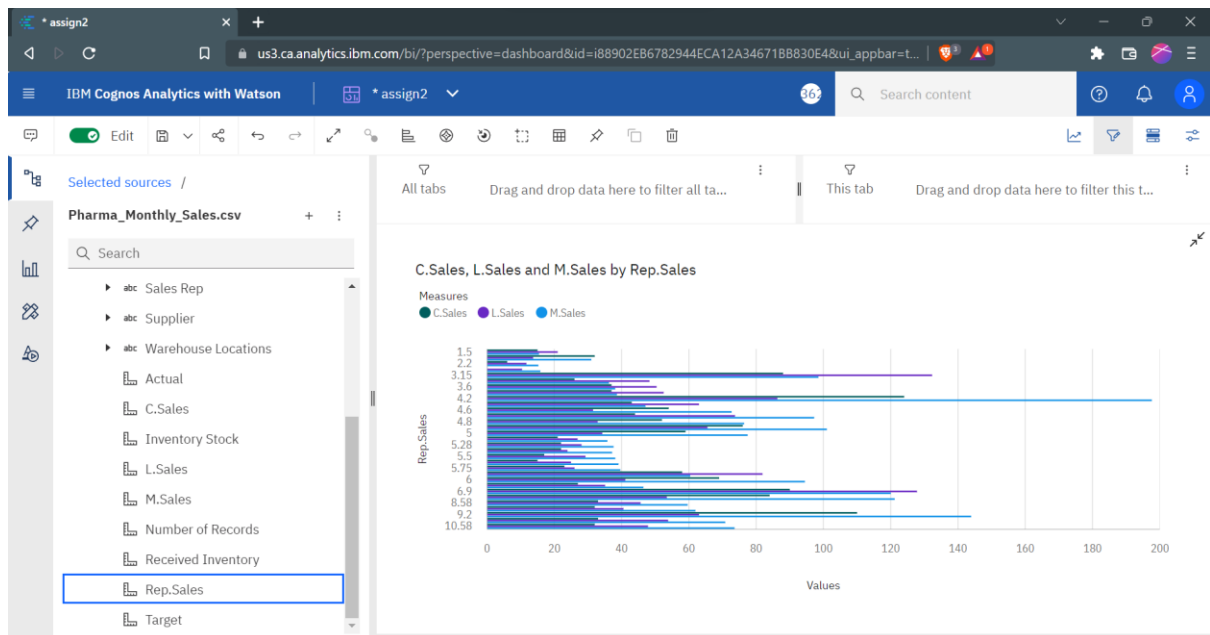 * assign2
us3.ca.analytics.ibm.com/bi/?perspective=dashboard&id=i88902EB6782944ECA12A34671BB830E4&ui_appbar=t...
IBM Cognos Analytics with Watson
* assign2
362
Search content
Edit
Selected sources /
Pharma_Monthly_Sales.csv
Search
abc Sales Rep
abc Supplier
abc Warehouse Locations
Actual
C.Sales
Inventory Stock
L.Sales
M.Sales
Number of Records
Received Inventory
Rep.Sales
Target
All tabs
Drag and drop data here to filter all ta...
This tab
Drag and drop data here to filter this t...
C.Sales, L.Sales and M.Sales by Rep.Sales
Measures
C.Sales L.Sales M.Sales
Rep.Sales
1.5
2.2
3.15
3.6
4.2
4.6
4.8
5
5.28
5.5
5.75
6
6.9
8.58
9.2
10.58
0 20 40 60 80 100 120 140 160 180 200
Values